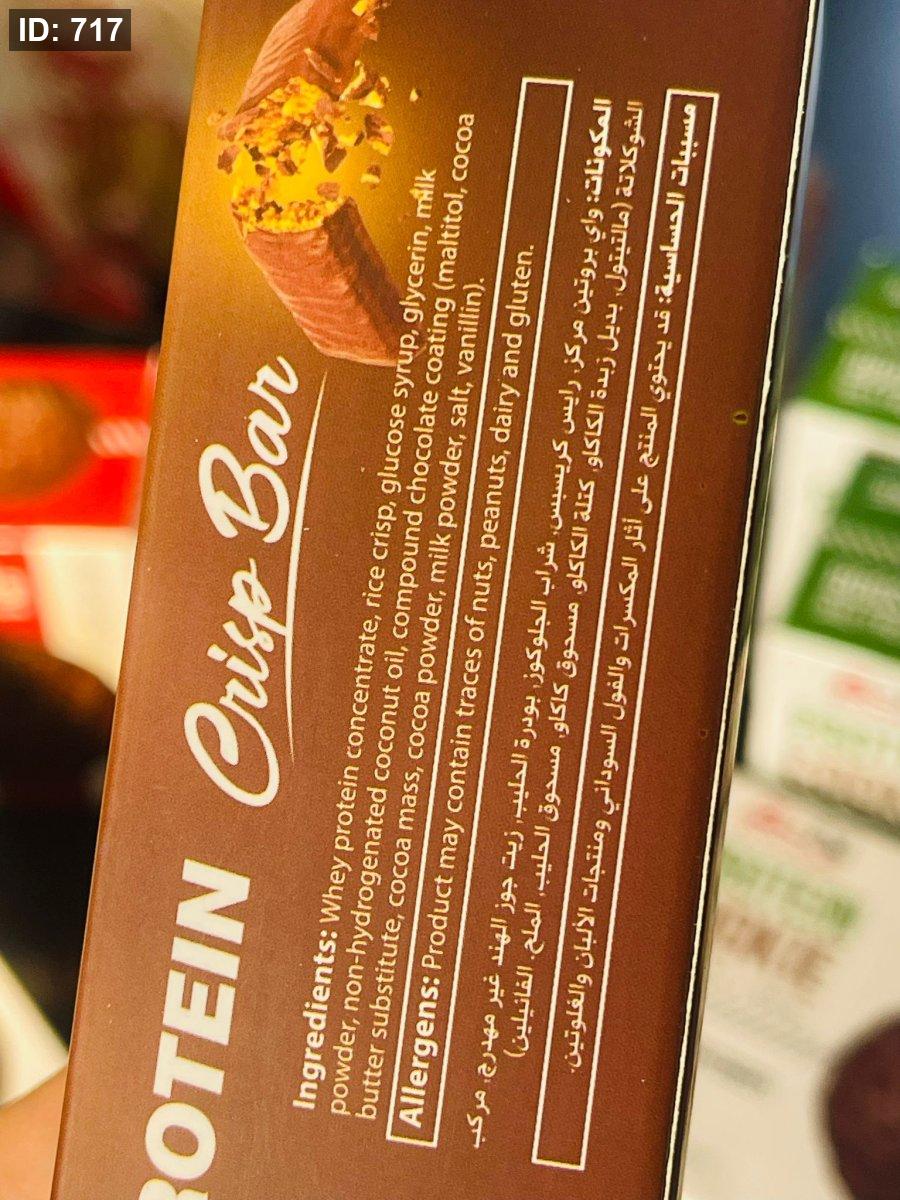 ID: 717
ROTEIN Crisp Bar
Ingredients: Whey protein concentrate, rice crisp, glucose syrup, glycerin, milk
powder, non-hydrogenated coconut oil, compound chocolate coating (maltitol, cocoa
butter substitute, cocoa mass, cocoa powder, milk powder, salt, vanillin).
Allergens: Product may contain traces of nuts, peanuts, dairy and gluten.
المكونات: واي بروتين مركز، رايس كريسبس، شراب الجلوكوز، بودرة الحليب، زيت جوز الهند غير مهدرج، مركب
الشوكلاتة (مالتيتول، بديل زبدة الكاكاو، كتلة الكاكاو، مسحوق كاكاو، مسحوق الحليب، الملح، الفانيلين)
مسببات الحساسية: قد يحتوي المنتج على أثار المكسرات والفول السوداني ومنتجات الألبان والغلوتين.